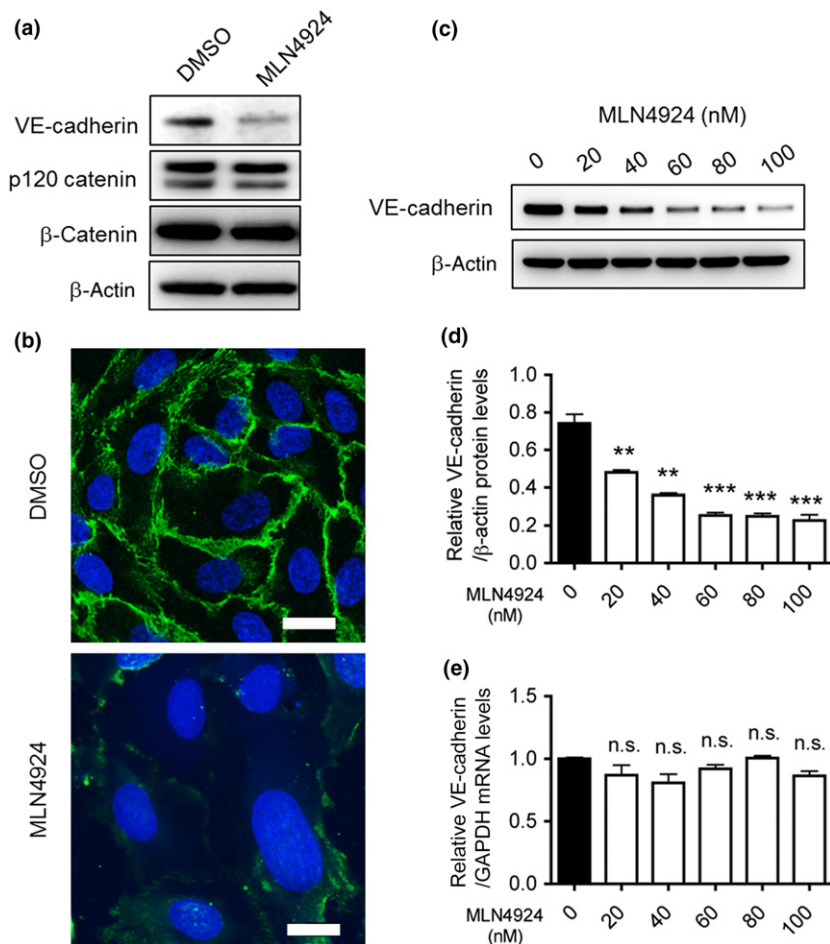 (a)
DMSO
MLN4924
VE-cadherin
p120 catenin
β-Catenin
β-Actin
(b)
DMSO
MLN4924
(c)
MLN4924 (nM)
0 20 40 60 80 100
VE-cadherin
β-Actin
(d)
Relative VE-cadherin
/β-actin protein levels
1.0
0.8
0.6
0.4
0.2
0.0
** ** *** *** ***
MLN4924
(nM)
0 20 40 60 80 100
(e)
Relative VE-cadherin
/GAPDH mRNA levels
1.5
1.0
0.5
0.0
n.s. n.s. n.s. n.s. n.s.
MLN4924
(nM)
0 20 40 60 80 100